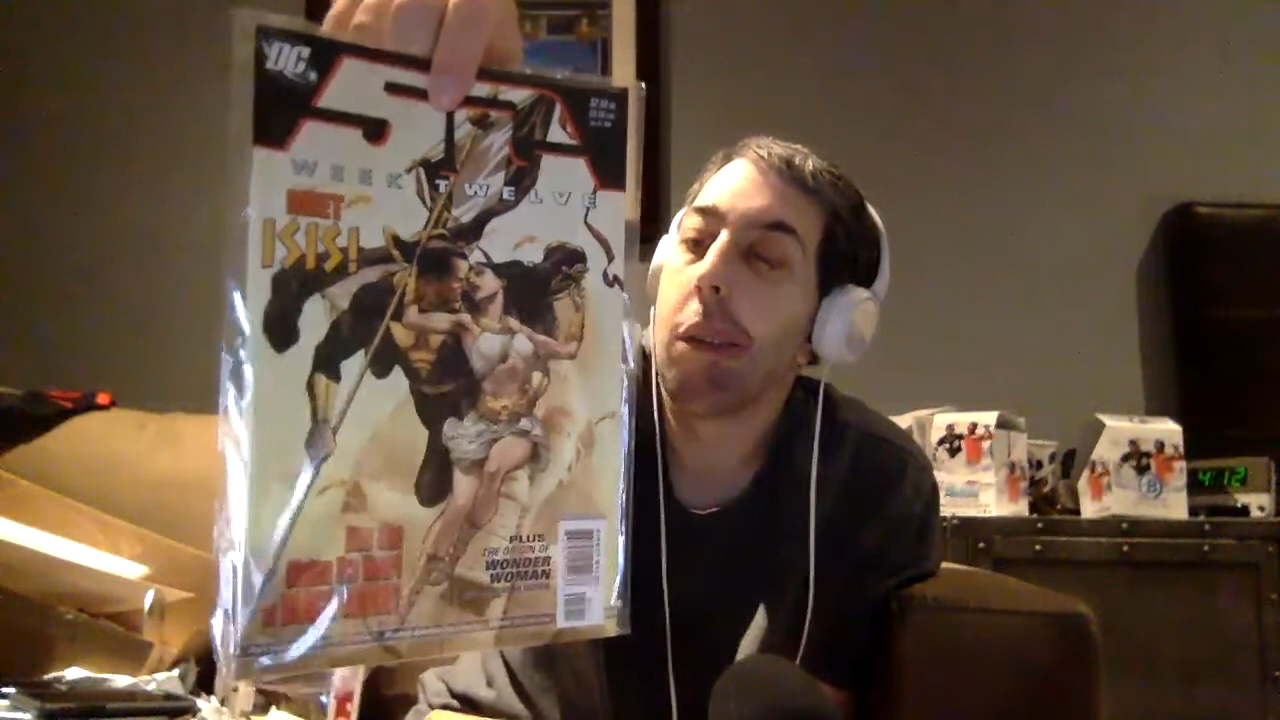 DC
52
WEEK TWELVE
MEET
ISIS!
PLUS
THE ORIGIN OF
WONDER
WOMAN
4:12
B